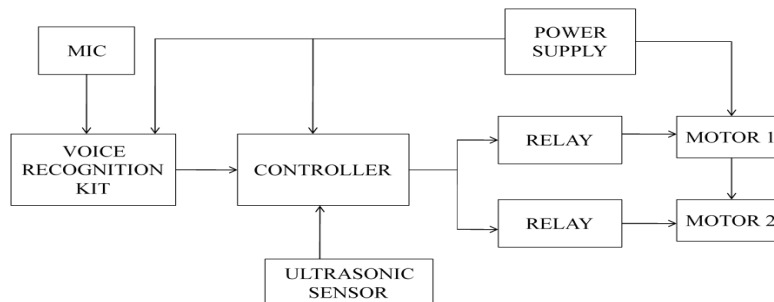 MIC
POWER
SUPPLY
VOICE
RECOGNITION
KIT
CONTROLLER
RELAY
MOTOR 1
RELAY
MOTOR 2
ULTRASONIC
SENSOR